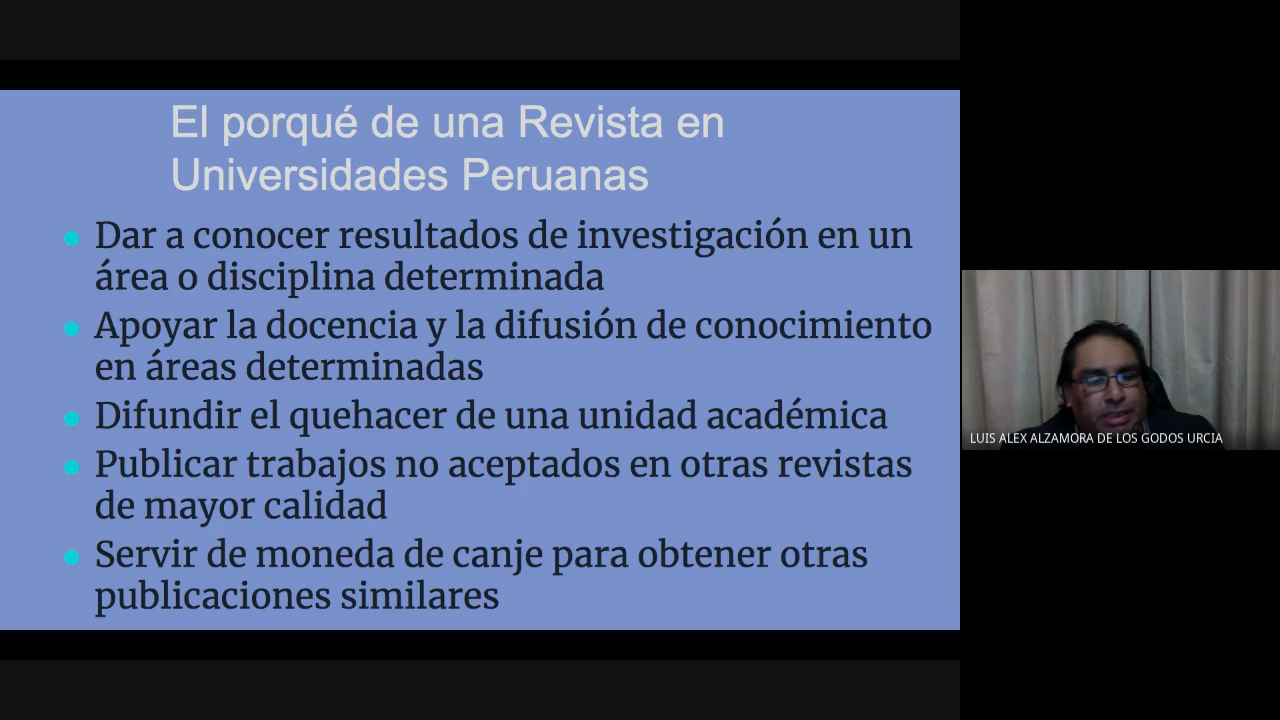 El porqué de una Revista en
Universidades Peruanas
Dar a conocer resultados de investigación en un
área o disciplina determinada
Apoyar la docencia y la difusión de conocimiento
en áreas determinadas
Difundir el quehacer de una unidad académica
Publicar trabajos no aceptados en otras revistas
de mayor calidad
Servir de moneda de canje para obtener otras
publicaciones similares
LUIS ALEX ALZAMORA DE LOS GODOS URCIA